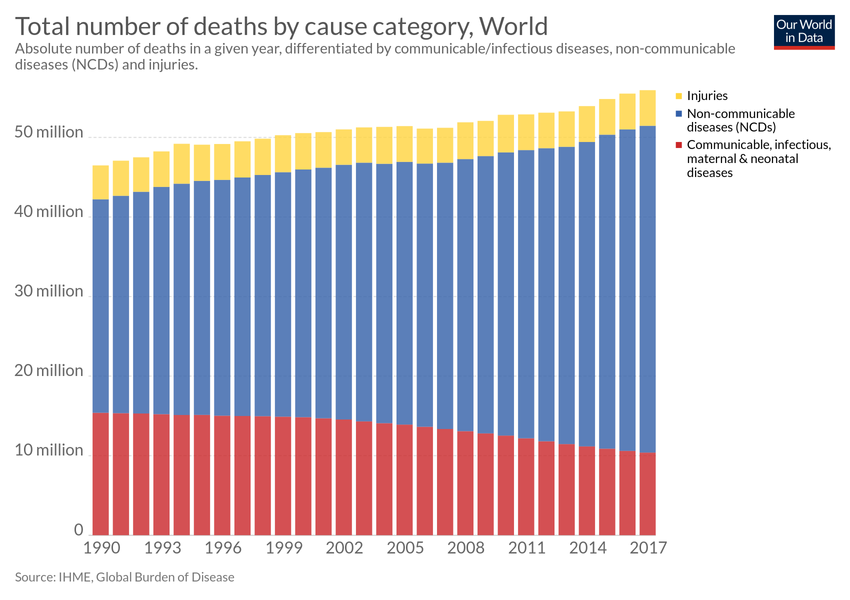 Total number of deaths by cause category, World
Absolute number of deaths in a given year, differentiated by communicable/infectious diseases, non-communicable
diseases (NCDs) and injuries.
Our World
in Data
Injuries
Non-communicable
diseases (NCDs)
Communicable, infectious,
maternal & neonatal
diseases
50 million
40 million
30 million
20 million
10 million
0
1990 1993 1996 1999 2002 2005 2008 2011 2014 2017
Source: IHME, Global Burden of Disease